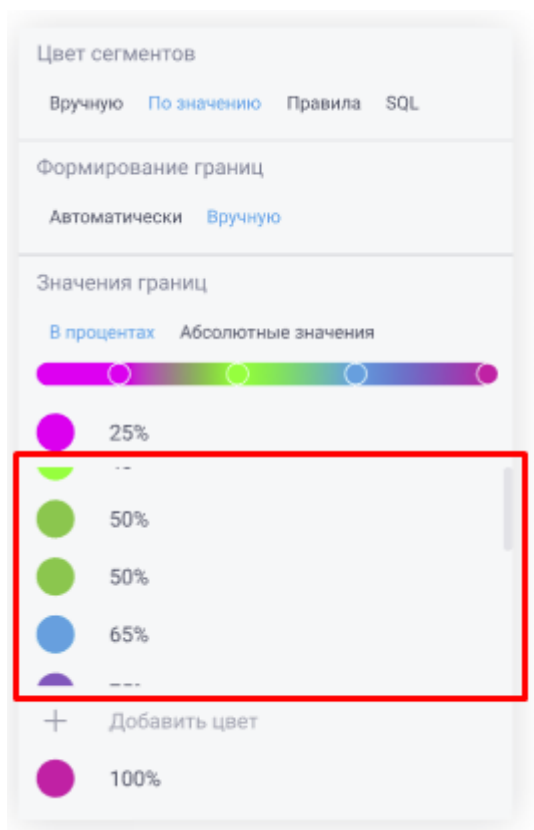 Цвет сегментов
Вручную По значению Правила SQL
Формирование границ
Автоматически Вручную
Значения границ
В процентах Абсолютные значения
25%
50%
50%
65%
+ Добавить цвет
100%